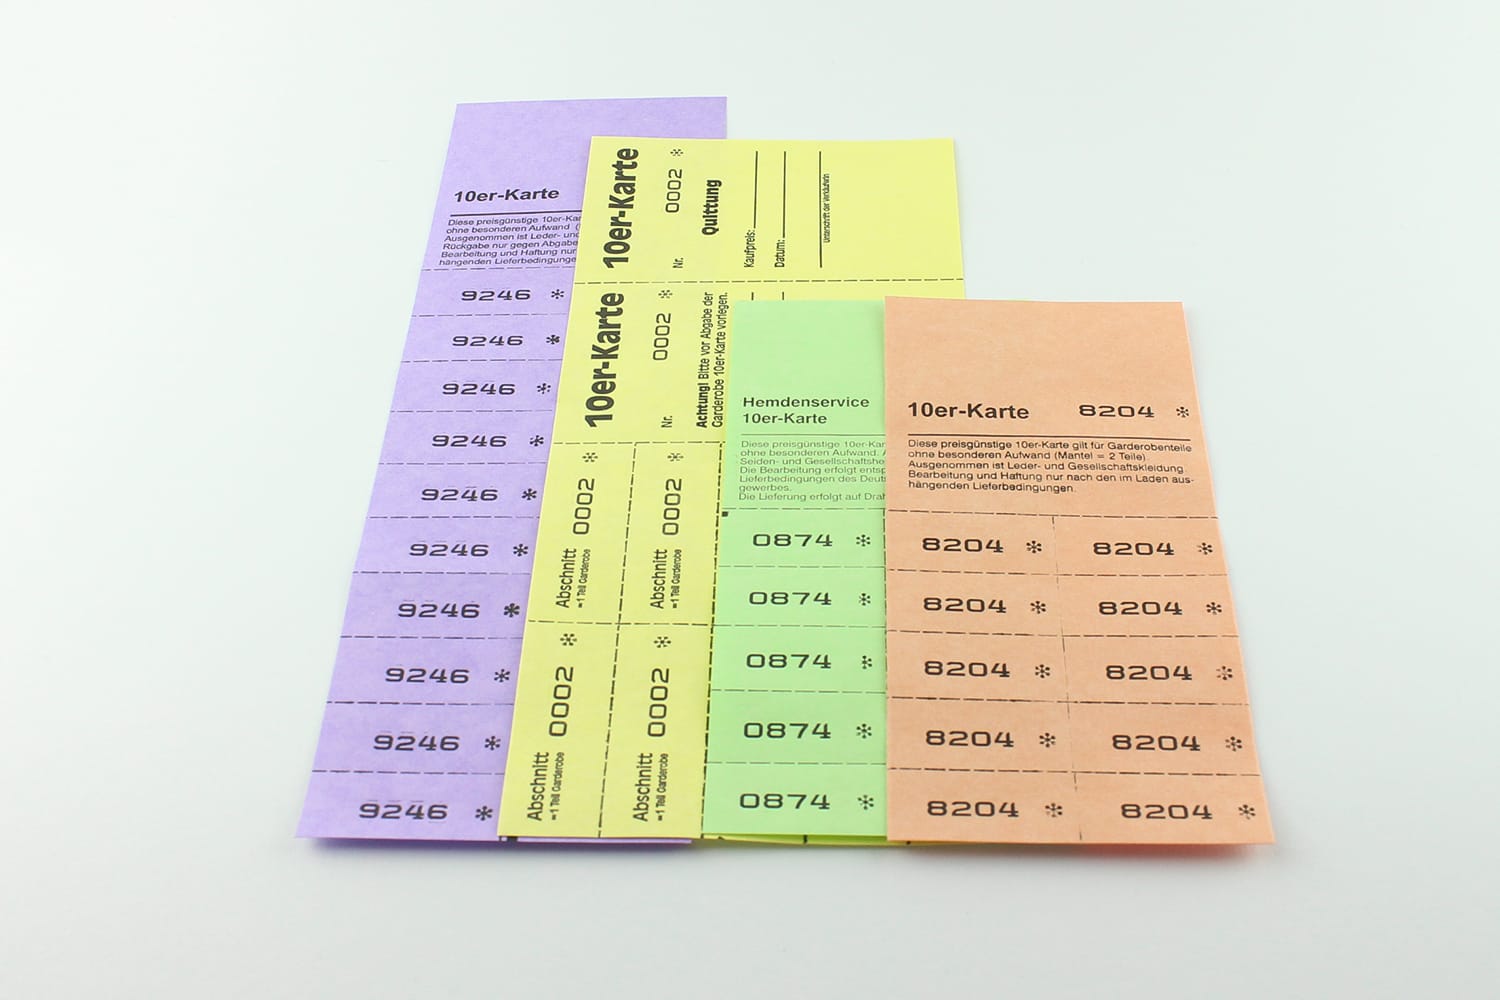 10er-Karte
Diese preisgünstige 10er-Kar
ohne besonderen Aufwand
Ausgenommen ist Leder- und
Rückgabe nur gegen Abgabe
Bearbeitung und Haftung nur
hängenden Lieferbedingunge
9246 *
9246 *
9246 *
9246 *
9246 *
9246 *
9246 *
9246 *
9246 *
9246 *
10er-Karte
Nr. 0002 *
Quittung
Kaufpreis:
Datum:
Unterschrift der Verkäuferin
10er-Karte
Nr. 0002 *
Achtung! Bitte vor Abgabe der
Garderobe 10er-Karte vorlegen.
Abschnitt 0002 *
=1 Teil Garderobe
Abschnitt 0002 *
=1 Teil Garderobe
Abschnitt 0002 *
=1 Teil Garderobe
Abschnitt 0002 *
=1 Teil Garderobe
Hemdenservice
10er-Karte
Diese preisgünstige 10er-Kar
ohne besonderen Aufwand. A
Seiden- und Gesellschaftshe
Die Bearbeitung erfolgt entsp
Lieferbedingungen des Deuts
gewerbes.
Die Lieferung erfolgt auf Drah
0874 *
0874 *
0874 *
0874 *
0874 *
10er-Karte 8204 *
Diese preisgünstige 10er-Karte gilt für Garderobenteile
ohne besonderen Aufwand (Mantel = 2 Teile).
Ausgenommen ist Leder- und Gesellschaftskleidung.
Bearbeitung und Haftung nur nach den im Laden aus-
hängenden Lieferbedingungen.
8204 * 8204 *
8204 * 8204 *
8204 * 8204 *
8204 * 8204 *
8204 * 8204 *